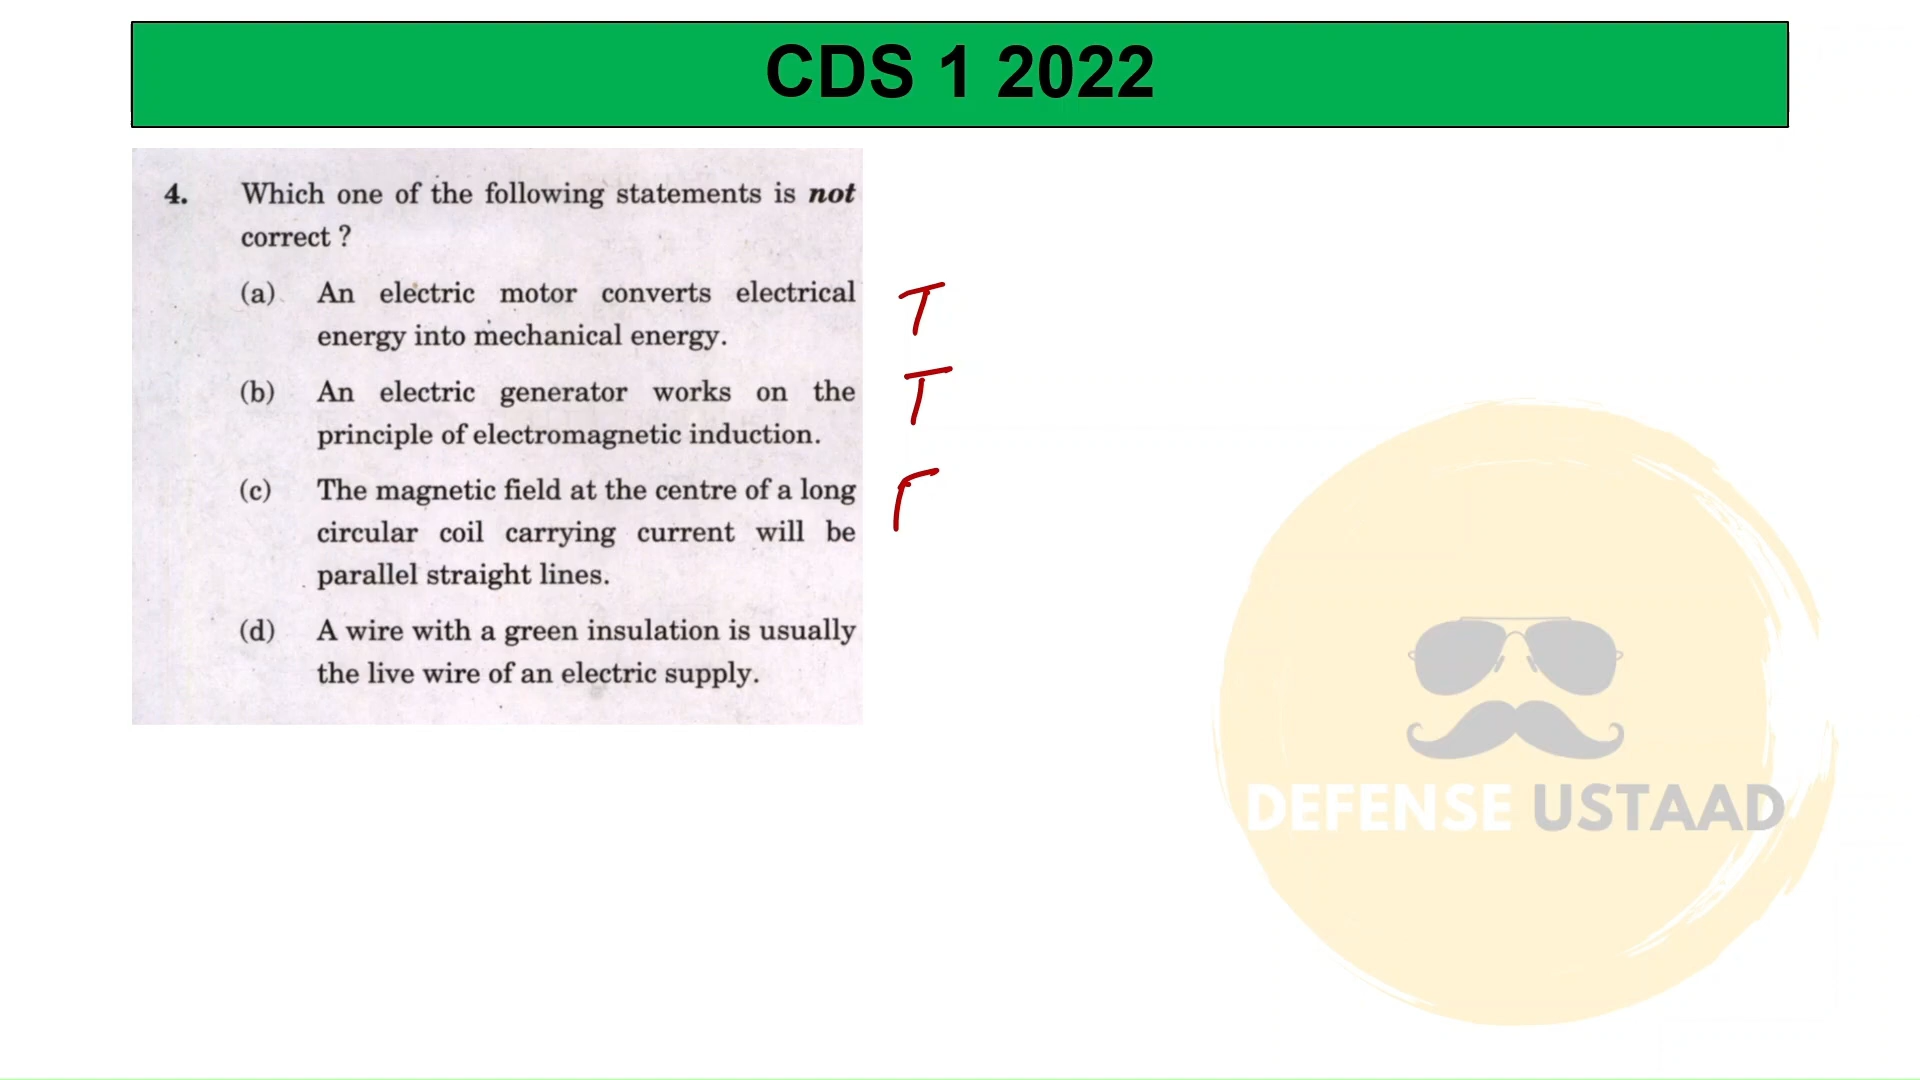 CDS 1 2022
4. Which one of the following statements is not
correct ?
(a) An electric motor converts electrical
energy into mechanical energy.
T
(b) An electric generator works on the
principle of electromagnetic induction.
T
(c) The magnetic field at the centre of a long
circular coil carrying current will be
parallel straight lines.
(d) A wire with a green insulation is usually
the live wire of an electric supply.
DEFENSE USTAAD